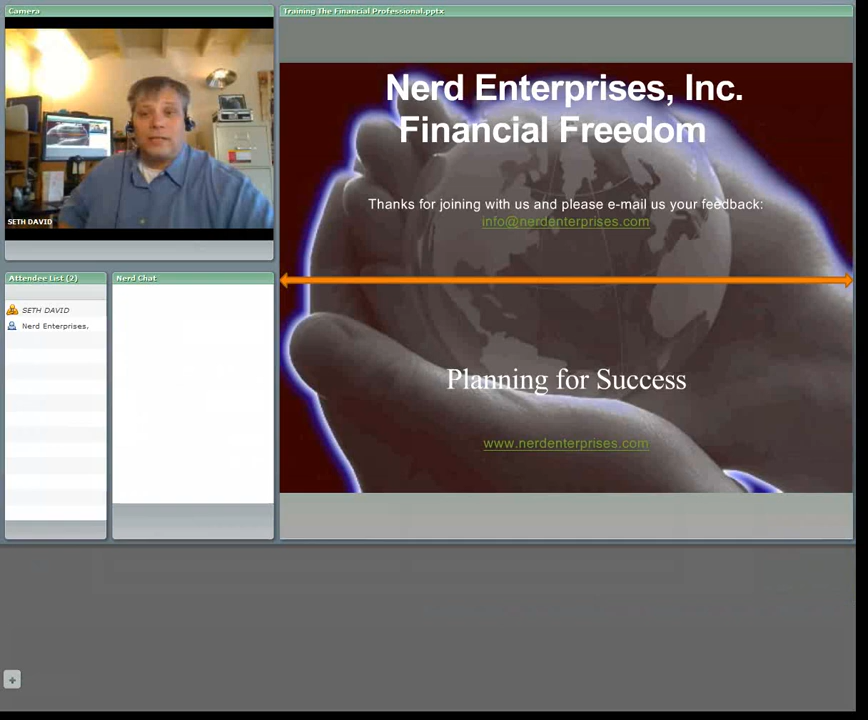 Camera
SETH DAVID
Attendee List (2)
SETH DAVID
Nerd Enterprises,
Nerd Chat
Training The Financial Professional.pptx
Nerd Enterprises, Inc.
Financial Freedom
Thanks for joining with us and please e-mail us your feedback:
info@nerdenterprises.com
Planning for Success
www.nerdenterprises.com